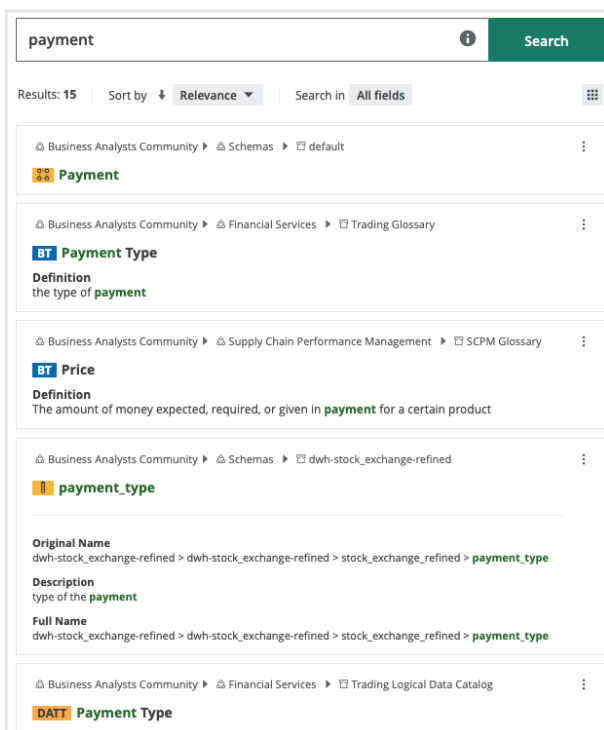 payment
Search
Results: 15 Sort by Relevance Search in All fields
Business Analysts Community Schemas default
Payment
Business Analysts Community Financial Services Trading Glossary
BT Payment Type
Definition
the type of payment
Business Analysts Community Supply Chain Performance Management SCPM Glossary
BT Price
Definition
The amount of money expected, required, or given in payment for a certain product
Business Analysts Community Schemas dwh-stock_exchange-refined
payment_type
Original Name
dwh-stock_exchange-refined > dwh-stock_exchange-refined > stock_exchange_refined > payment_type
Description
type of the payment
Full Name
dwh-stock_exchange-refined > dwh-stock_exchange-refined > stock_exchange_refined > payment_type
Business Analysts Community Financial Services Trading Logical Data Catalog
DATT Payment Type